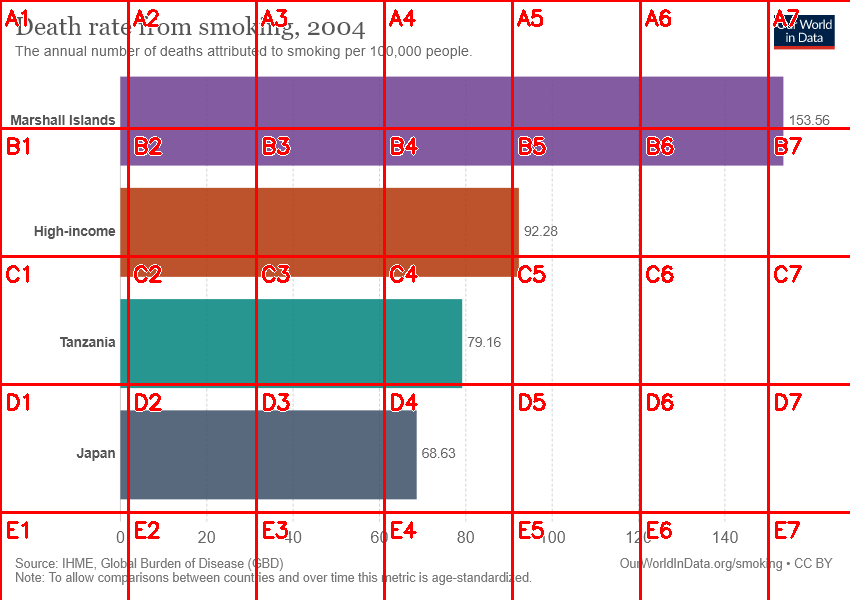 Death rate from smoking, 2004
The annual number of deaths attributed to smoking per 100,000 people.
Our World
in Data
Marshall Islands 153.56
High-income 92.28
Tanzania 79.16
Japan 68.63
0 20 40 60 80 100 120 140
Source: IHME, Global Burden of Disease (GBD)
OurWorldInData.org/smoking • CC BY
Note: To allow comparisons between countries and over time this metric is age-standardized.
A1 A2 A3 A4 A5 A6 A7
B1 B2 B3 B4 B5 B6 B7
C1 C2 C3 C4 C5 C6 C7
D1 D2 D3 D4 D5 D6 D7
E1 E2 E3 E4 E5 E6 E7